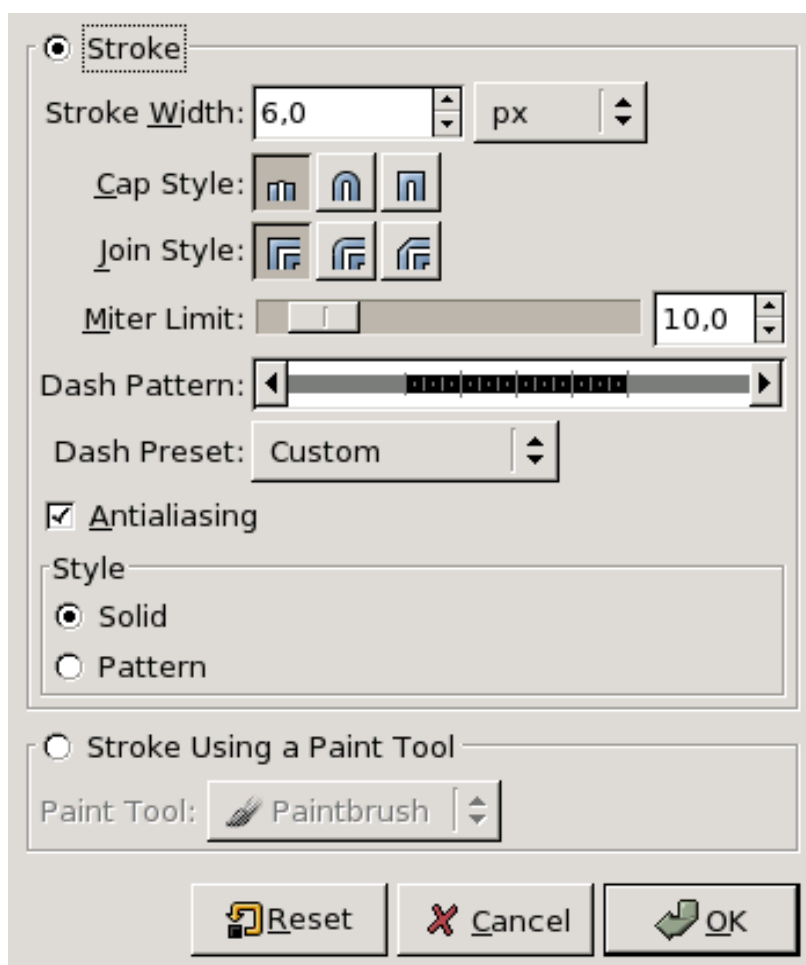 Stroke
Stroke Width: 6,0 px
Cap Style:
Join Style:
Miter Limit: 10,0
Dash Pattern:
Dash Preset: Custom
Antialiasing
Style
Solid
Pattern
Stroke Using a Paint Tool
Paint Tool: Paintbrush
Reset Cancel OK